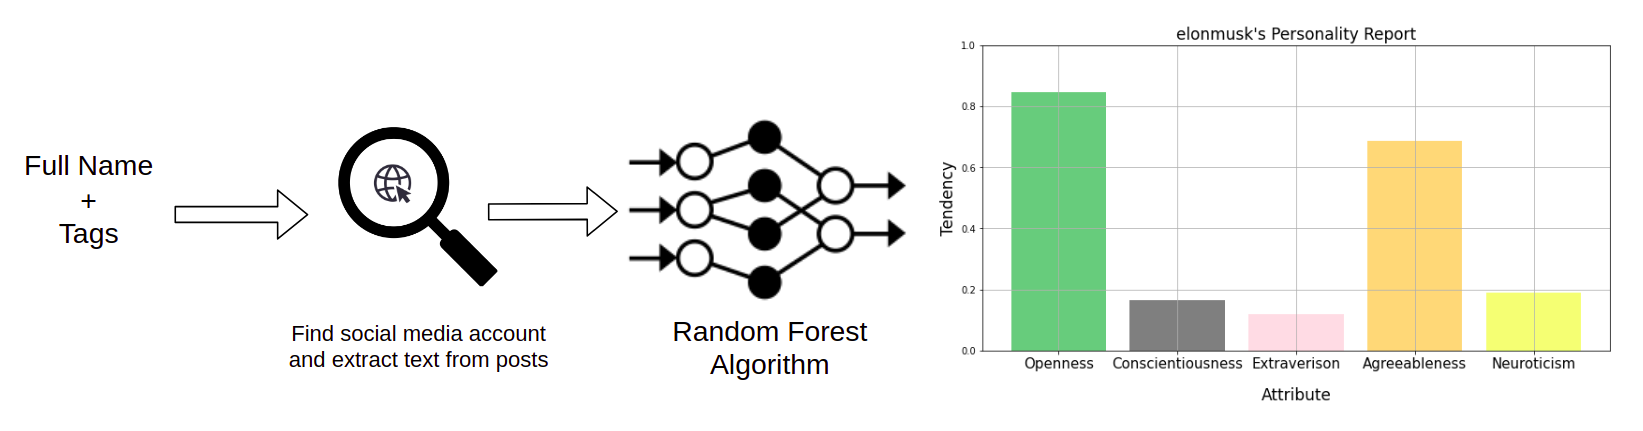 Full Name
+
Tags
Find social media account
and extract text from posts
Random Forest
Algorithm
elonmusk's Personality Report
1.0
0.8
0.6
0.4
0.2
0.0
Tendency
Openness Conscientiousness Extraverison Agreeableness Neuroticism
Attribute